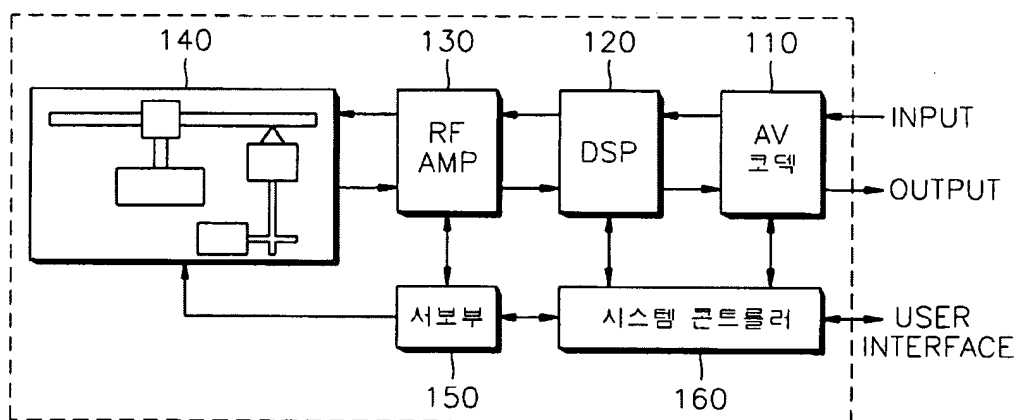 140
130
120
110
RF
AMP
DSP
AV
코덱
INPUT
OUTPUT
서보부
시스템 콘트롤러
USER
INTERFACE
150
160